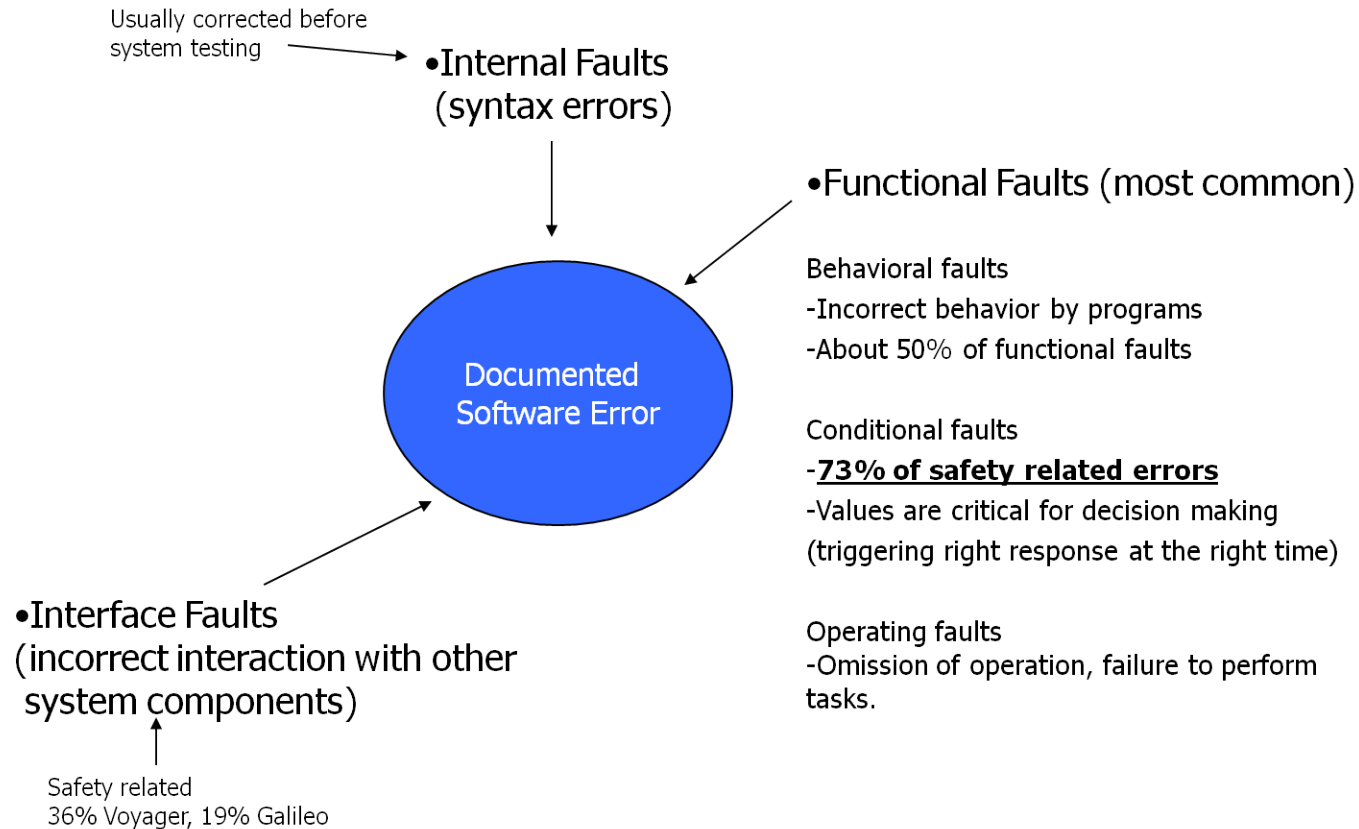 Usually corrected before
system testing
•Internal Faults
(syntax errors)
•Functional Faults (most common)
Behavioral faults
-Incorrect behavior by programs
-About 50% of functional faults
Documented
Software Error
Conditional faults
-73% of safety related errors
-Values are critical for decision making
(triggering right response at the right time)
Operating faults
-Omission of operation, failure to perform
tasks.
•Interface Faults
(incorrect interaction with other
system components)
Safety related
36% Voyager, 19% Galileo